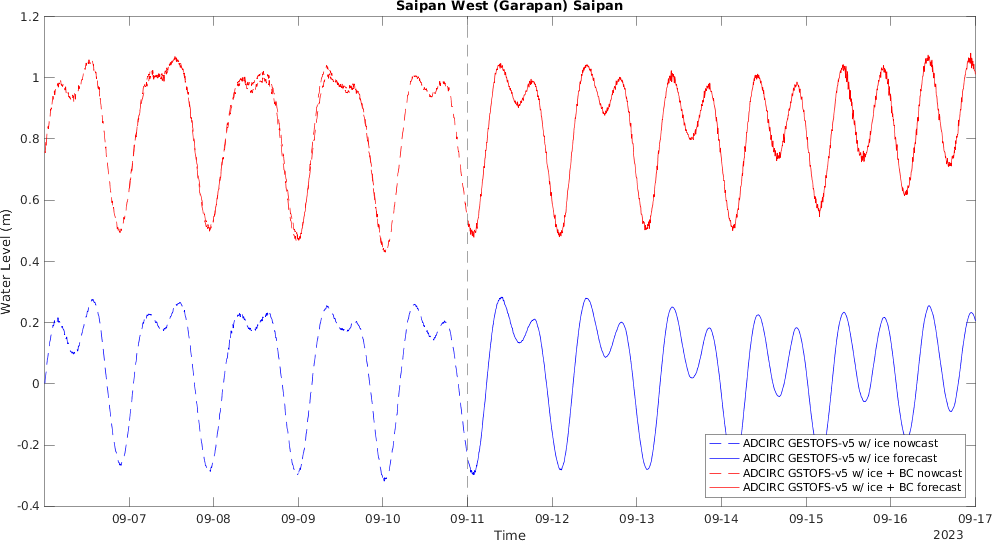 Saipan West (Garapan) Saipan
1.2
1
0.8
0.6
0.4
0.2
0
-0.2
-0.4
Water Level (m)
ADCIRC GESTOFS-v5 w/ ice nowcast
ADCIRC GESTOFS-v5 w/ ice forecast
ADCIRC GSTOFS-v5 w/ ice + BC nowcast
ADCIRC GSTOFS-v5 w/ ice + BC forecast
09-07 09-08 09-09 09-10 09-11 09-12 09-13 09-14 09-15 09-16 09-17
Time
2023